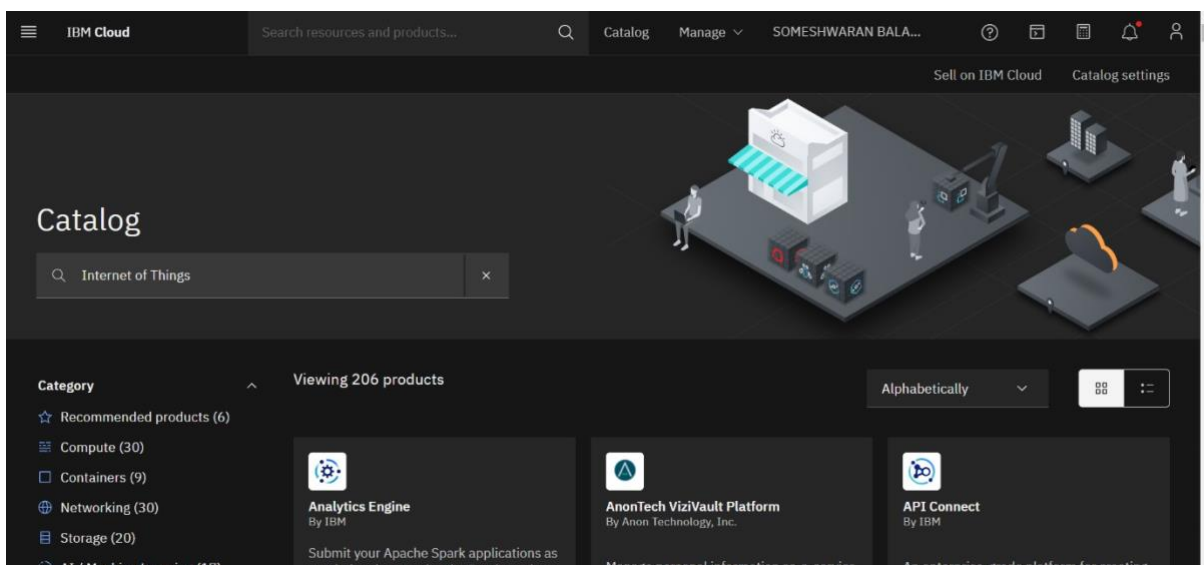 IBM Cloud
Search resources and products...
Catalog
Manage
SOMESHWARAN BALA...
Sell on IBM Cloud
Catalog settings
Catalog
Internet of Things
Category
Recommended products (6)
Compute (30)
Containers (9)
Networking (30)
Storage (20)
Viewing 206 products
Alphabetically
Analytics Engine
By IBM
Submit your Apache Spark applications as
AnonTech ViziVault Platform
By Anon Technology, Inc.
API Connect
By IBM